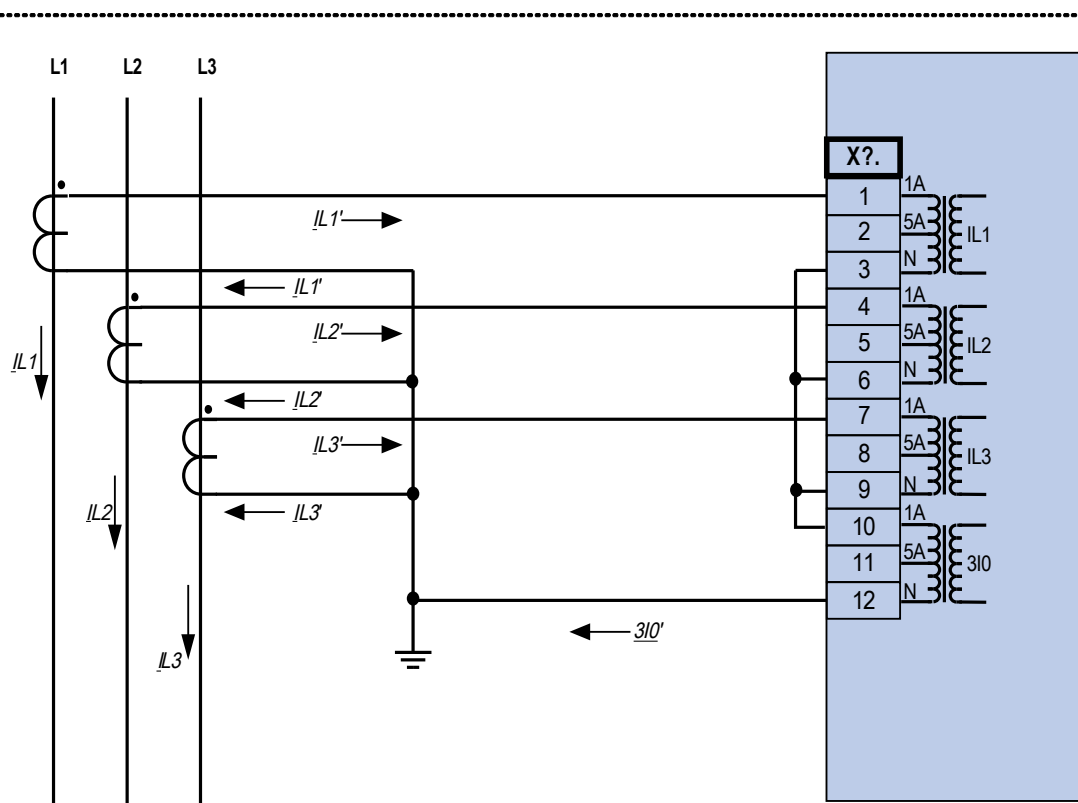 L1 L2 L3
X?.
1 1A
2 5A IL1
3 N
IL1'
IL1'
4 1A
5 5A IL2
6 N
IL2'
IL1
IL2'
7 1A
8 5A IL3
9 N
IL3'
IL2
IL3'
10 1A
11 5A 3I0
12 N
3I0'
IL3